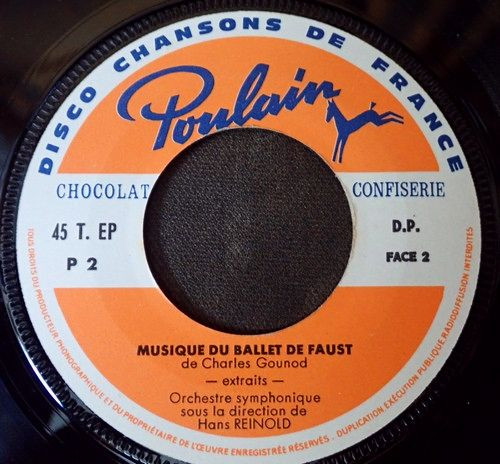 DISCO CHANSONS DE FRANCE
Poulain
CHOCOLAT CONFISERIE
45 T. EP D.P.
P 2 FACE 2
MUSIQUE DU BALLET DE FAUST
de Charles Gounod
— extraits —
Orchestre symphonique
sous la direction de
Hans REINOLD
TOUS DROITS DU PRODUCTEUR PHONOGRAPHIQUE ET DU PROPRIÉTAIRE DE L'ŒUVRE ENREGISTRÉE RÉSERVÉS . DUPLICATION EXÉCUTION PUBLIQUE RADIODIFFUSION INTERDITES